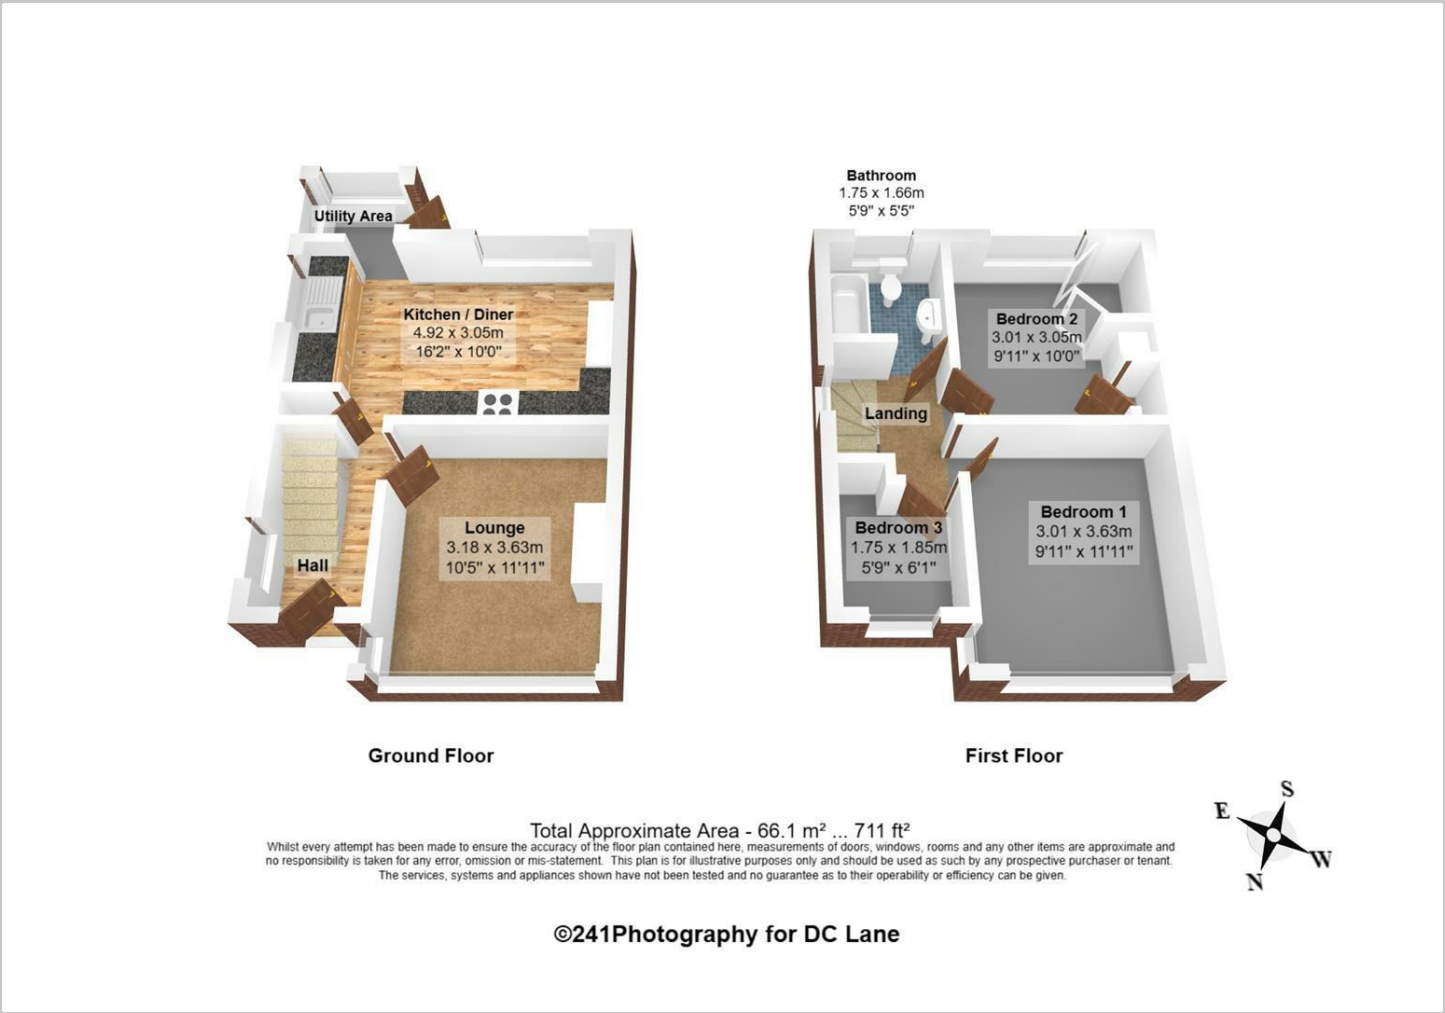 Utility Area
Kitchen / Diner
4.92 x 3.05m
16'2" x 10'0"
Lounge
3.18 x 3.63m
10'5" x 11'11"
Hall
Ground Floor
Bathroom
1.75 x 1.66m
5'9" x 5'5"
Bedroom 2
3.01 x 3.05m
9'11" x 10'0"
Landing
Bedroom 1
3.01 x 3.63m
9'11" x 11'11"
Bedroom 3
1.75 x 1.85m
5'9" x 6'1"
First Floor
S
E
W
N
Total Approximate Area - 66.1 m² ... 711 ft²
Whilst every attempt has been made to ensure the accuracy of the floor plan contained here, measurements of doors, windows, rooms and any other items are approximate and
no responsibility is taken for any error, omission or mis-statement. This plan is for illustrative purposes only and should be used as such by any prospective purchaser or tenant.
The services, systems and appliances shown have not been tested and no guarantee as to their operability or efficiency can be given.
©241Photography for DC Lane